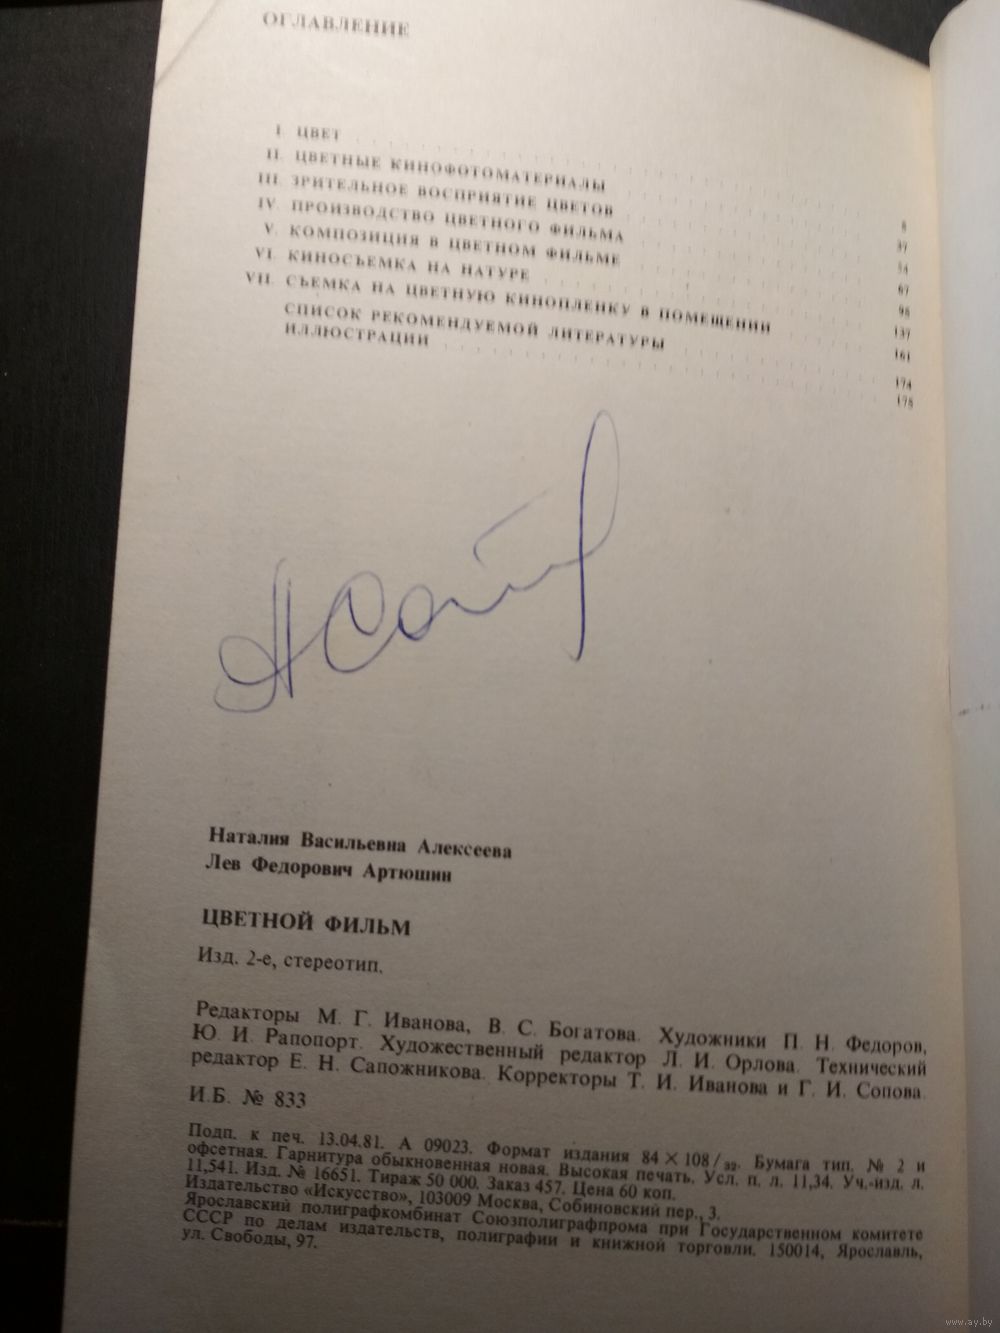 ОГЛАВЛЕНИЕ
I. ЦВЕТ
8
II. ЦВЕТНЫЕ КИНОФОТОМАТЕРИАЛЫ
37
III. ЗРИТЕЛЬНОЕ ВОСПРИЯТИЕ ЦВЕТОВ
54
IV. ПРОИЗВОДСТВО ЦВЕТНОГО ФИЛЬМА
67
V. КОМПОЗИЦИЯ В ЦВЕТНОМ ФИЛЬМЕ
98
VI. КИНОСЪЕМКА НА НАТУРЕ
137
VII. СЪЕМКА НА ЦВЕТНУЮ КИНОПЛЕНКУ В ПОМЕЩЕНИИ
161
СПИСОК РЕКОМЕНДУЕМОЙ ЛИТЕРАТУРЫ
174
ИЛЛЮСТРАЦИИ
175
Наталия Васильевна Алексеева
Лев Федорович Артюшин
ЦВЕТНОЙ ФИЛЬМ
Изд. 2-е, стереотип.
Редакторы М. Г. Иванова, В. С. Богатова. Художники П. Н. Федоров,
Ю. И. Рапопорт. Художественный редактор Л. И. Орлова. Технический
редактор Е. Н. Сапожникова. Корректоры Т. И. Иванова и Г. И. Сопова.
И.Б. № 833
Подп. к печ. 13.04.81. А 09023. Формат издания 84 × 108/32. Бумага тип. № 2 и
офсетная. Гарнитура обыкновенная новая. Высокая печать. Усл. п. л. 11,34. Уч.-изд. л.
11,541. Изд. № 16651. Тираж 50 000. Заказ 457. Цена 60 коп.
Издательство «Искусство», 103009 Москва, Собиновский пер., 3.
Ярославский полиграфкомбинат Союзполиграфпрома при Государственном комитете
СССР по делам издательств, полиграфии и книжной торговли. 150014, Ярославль,
ул. Свободы, 97.
www.ay.by